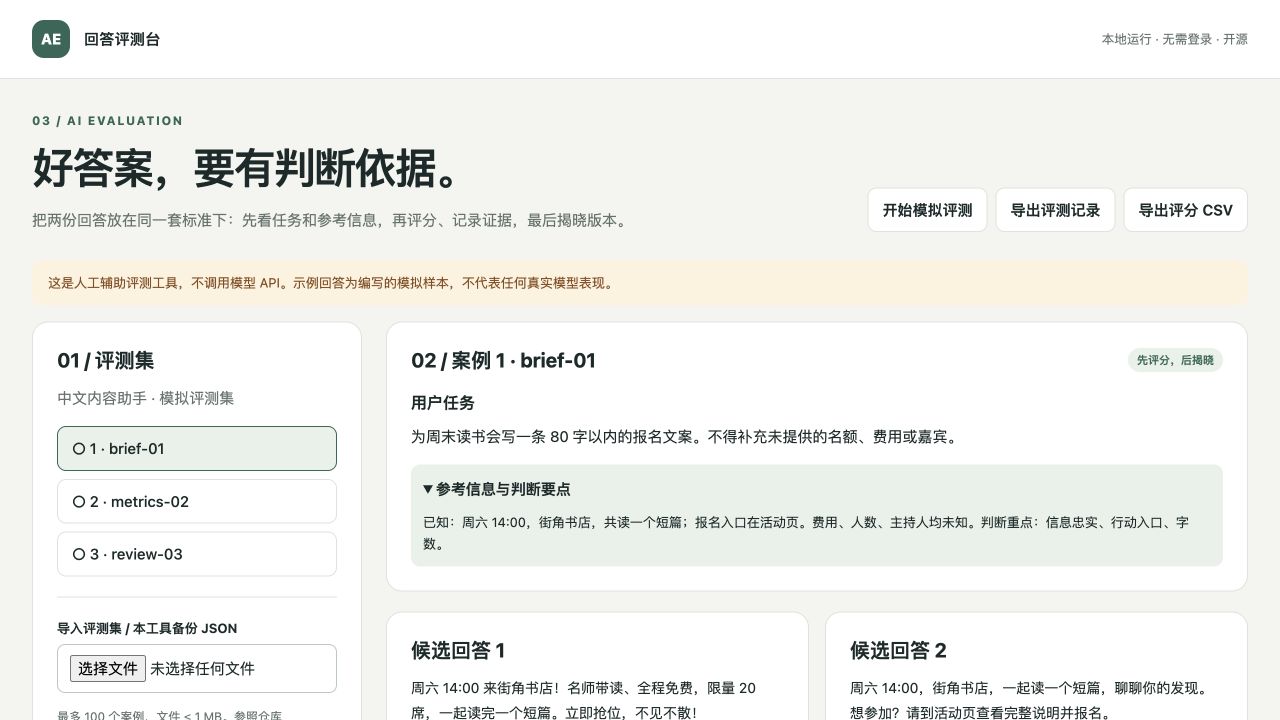 AE
回答评测台
本地运行 · 无需登录 · 开源
03 / AI EVALUATION
好答案，要有判断依据。
把两份回答放在同一套标准下：先看任务和参考信息，再评分、记录证据，最后揭晓版本。
开始模拟评测
导出评测记录
导出评分 CSV
这是人工辅助评测工具，不调用模型 API。示例回答为编写的模拟样本，不代表任何真实模型表现。
01 / 评测集
中文内容助手 · 模拟评测集
1 · brief-01
2 · metrics-02
3 · review-03
导入评测集 / 本工具备份 JSON
选择文件 未选择任何文件
最多 100 个案例，文件 < 1 MB。参照仓库
02 / 案例 1 · brief-01
先评分，后揭晓
用户任务
为周末读书会写一条 80 字以内的报名文案。不得补充未提供的名额、费用或嘉宾。
▼ 参考信息与判断要点
已知：周六 14:00，街角书店，共读一个短篇；报名入口在活动页。费用、人数、主持人均未知。判断重点：信息忠实、行动入口、字
数。
候选回答 1
周六 14:00 来街角书店！名师带读、全程免费，限量 20
席，一起读完一个短篇。立即抢位，不见不散！
候选回答 2
周六 14:00，街角书店，一起读一个短篇，聊聊你的发现。
想参加？请到活动页查看完整说明并报名。